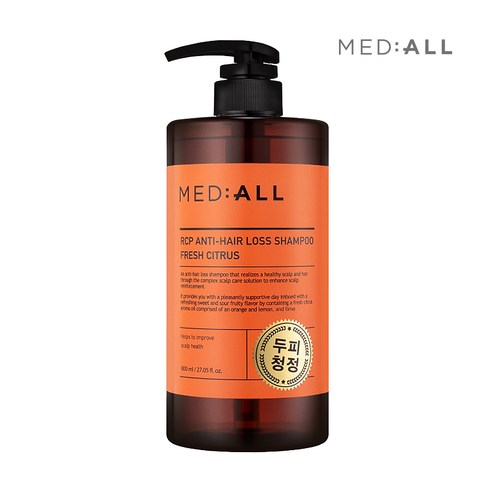 MED:ALL
MED:ALL
RCP ANTI-HAIR LOSS SHAMPOO
FRESH CITRUS
An anti-hair loss shampoo that realizes a healthy scalp and hair
through the complex scalp care solution to enhance scalp
reinforcement.
It provides you with a pleasantly supportive day imbued with a
refreshing sweet and sour fruity flavor by containing a fresh citrus
aroma oil comprised of an orange and lemon, and lime
Helps to improve
scalp health
두피
청정
800 ml / 27.05 fl. oz.